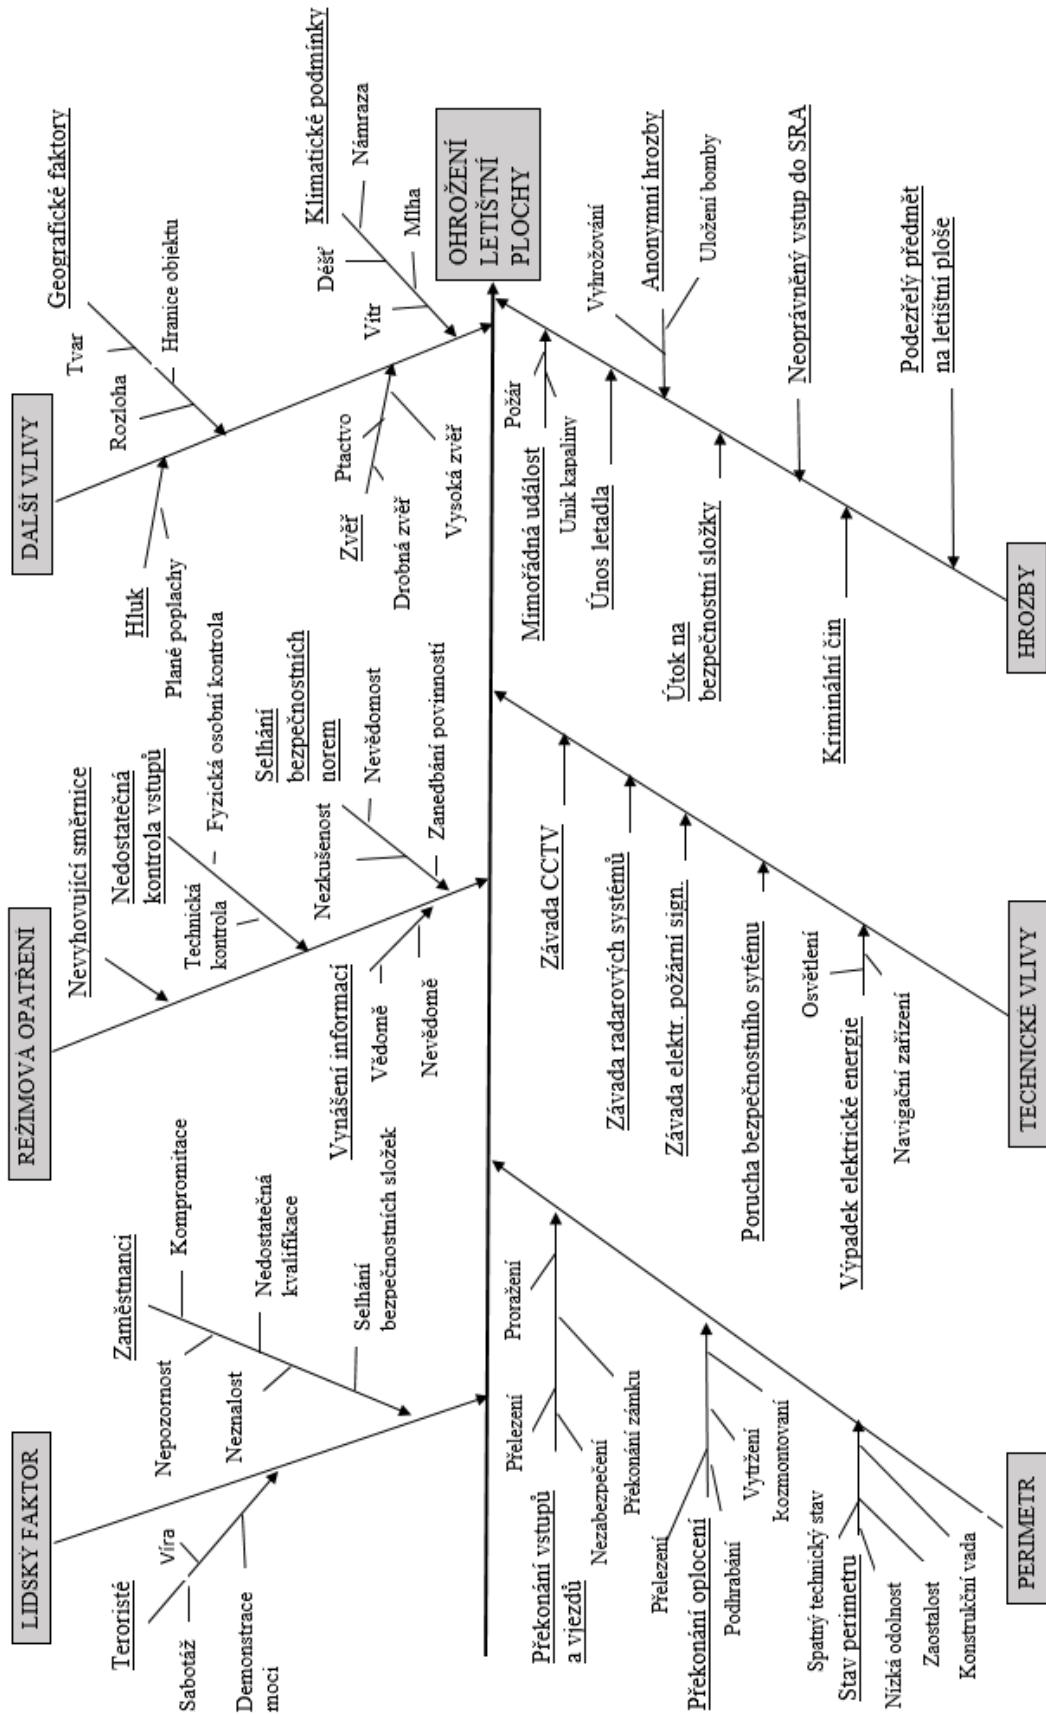 LIDSKÝ FAKTOR
Teroristé
Sabotáž
Víra
Demonstrace
moci
Zaměstnanci
Nepozornost
Kompromitace
Neznalost
Nedostatečná
kvalifikace
Selhání
bezpečnostních složek
REŽIMOVÁ OPATŘENÍ
Nevyhovující směrnice
Nedostatečná
kontrola vstupů
Technická
kontrola
Fyzická osobní kontrola
Vynášení informací
Vědomě
Nevědomě
Selhání
bezpečnostních
norem
Nezkušenost
Nevědomost
Zanedbání povinností
DALŠÍ VLIVY
Hluk
Plané poplachy
Geografické faktory
Tvar
Rozloha
Hranice objektu
Zvěř
Ptactvo
Drobná zvěř
Vysoká zvěř
Klimatické podmínky
Déšť
Námraza
Vítr
Mlha
OHROŽENÍ
LETIŠTNÍ
PLOCHY
Překonání vstupů
a vjezdů
Přelezení
Proražení
Nezabezpečení
Překonání zámku
Překonání oplocení
Přelezení
Podhrabání
Vytržení
Kozmontovaní
Stav perimetru
Spatný technický stav
Nízká odolnost
Zaostalost
Konstrukční vada
PERIMETR
Závada CCTV
Závada radarových systémů
Závada elektr. požární sign.
Porucha bezpečnostního sytému
Výpadek elektrické energie
Osvětlení
Navigační zařízení
TECHNICKÉ VLIVY
Mimořádná událost
Požár
Unik kapaliny
Únos letadla
Vyhrožování
Anonymní hrozby
Uložení bomby
Útok na
bezpečnostní složky
Neoprávněný vstup do SRA
Kriminální čin
Podezřelý předmět
na letištní ploše
HROZBY